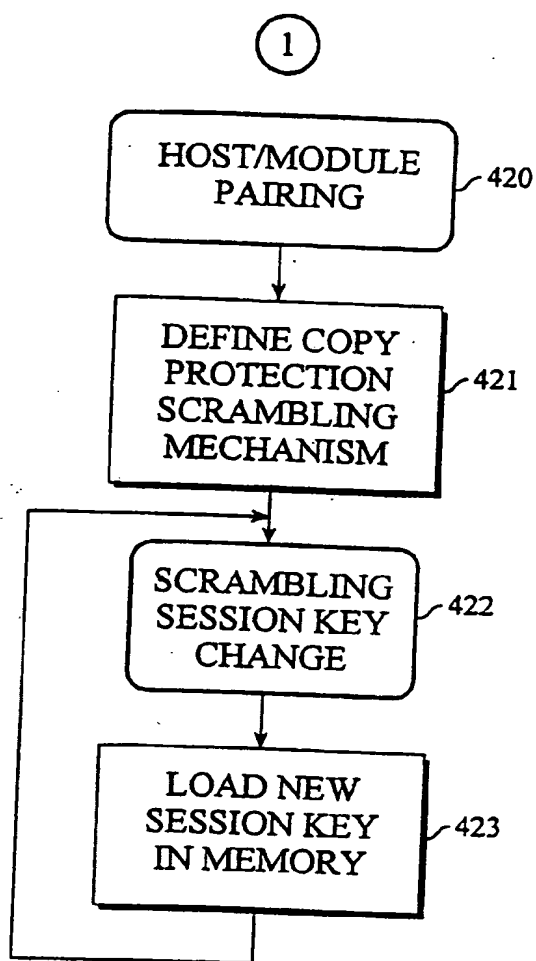 1
HOST/MODULE
PAIRING
420
DEFINE COPY
PROTECTION
SCRAMBLING
MECHANISM
421
SCRAMBLING
SESSION KEY
CHANGE
422
LOAD NEW
SESSION KEY
IN MEMORY
423